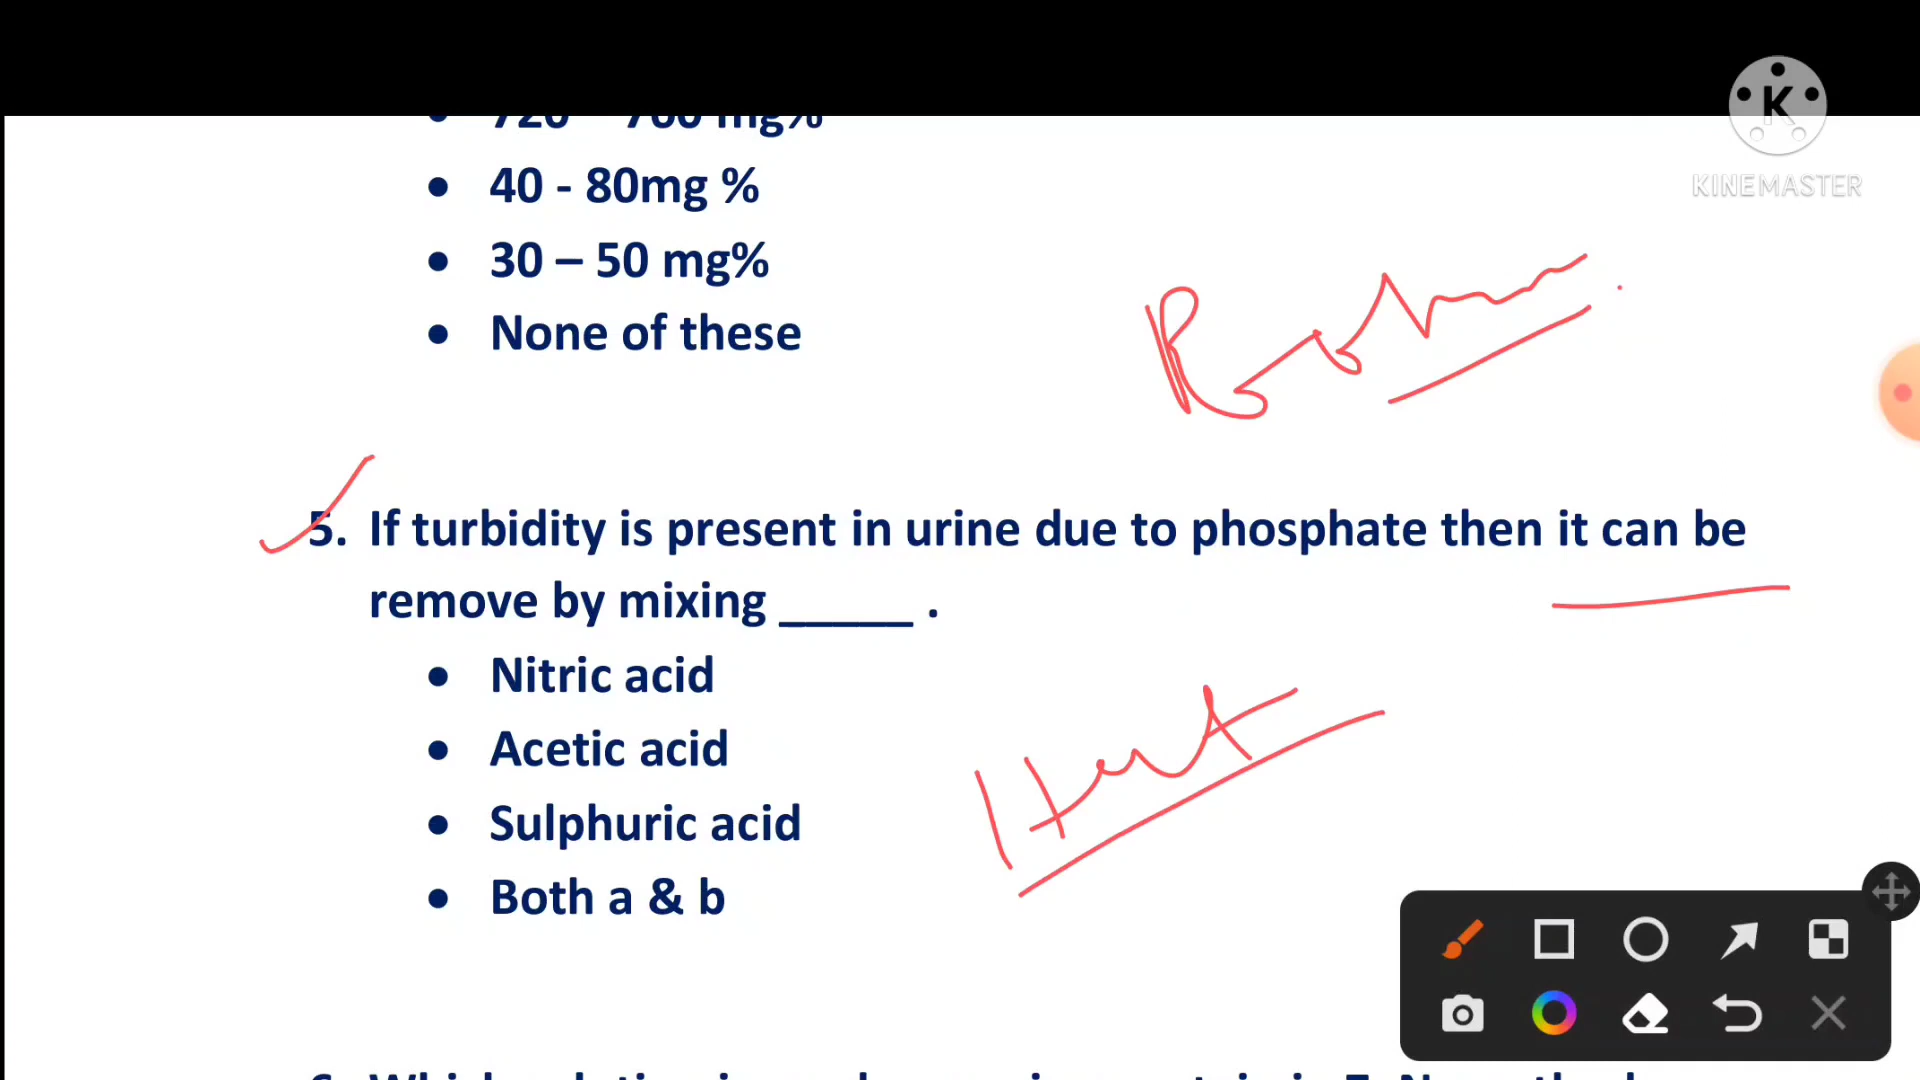 40 - 80mg %
30 – 50 mg%
None of these
5. If turbidity is present in urine due to phosphate then it can be
remove by mixing _____ .
Nitric acid
Acetic acid
Sulphuric acid
Both a & b
K
KINEMASTER